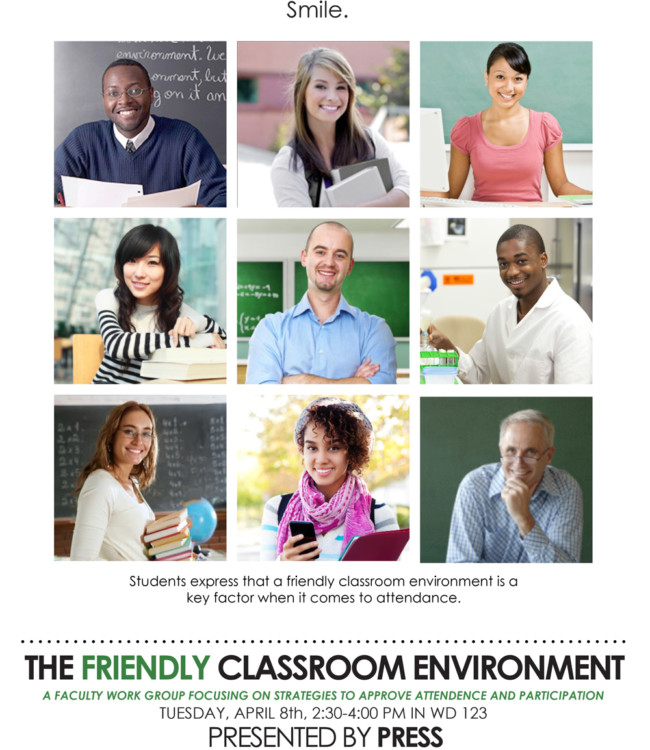 Smile.
environment. We
onment, but
g on it an
Students express that a friendly classroom environment is a
key factor when it comes to attendance.
THE FRIENDLY CLASSROOM ENVIRONMENT
A FACULTY WORK GROUP FOCUSING ON STRATEGIES TO APPROVE ATTENDENCE AND PARTICIPATION
TUESDAY, APRIL 8th, 2:30-4:00 PM IN WD 123
PRESENTED BY PRESS